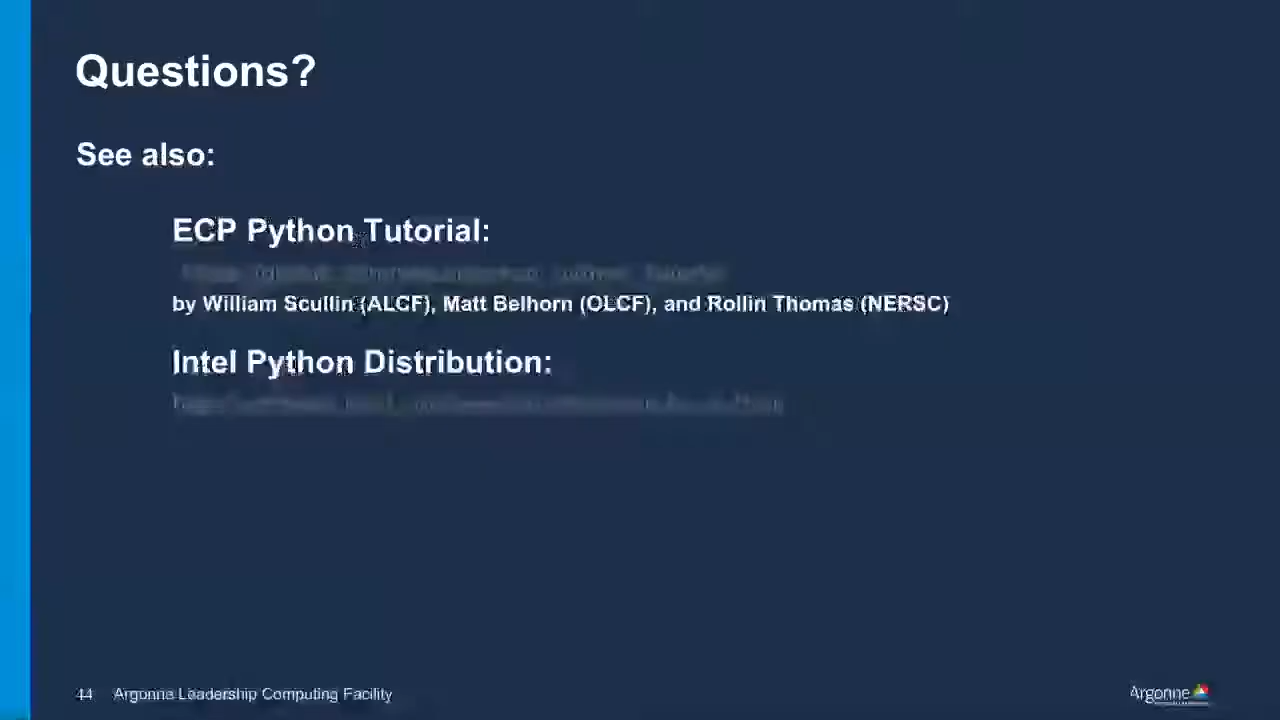 Questions?
See also:
ECP Python Tutorial:
by William Scullin (ALCF), Matt Belhorn (OLCF), and Rollin Thomas (NERSC)
Intel Python Distribution:
44 Argonne Leadership Computing Facility
Argonne